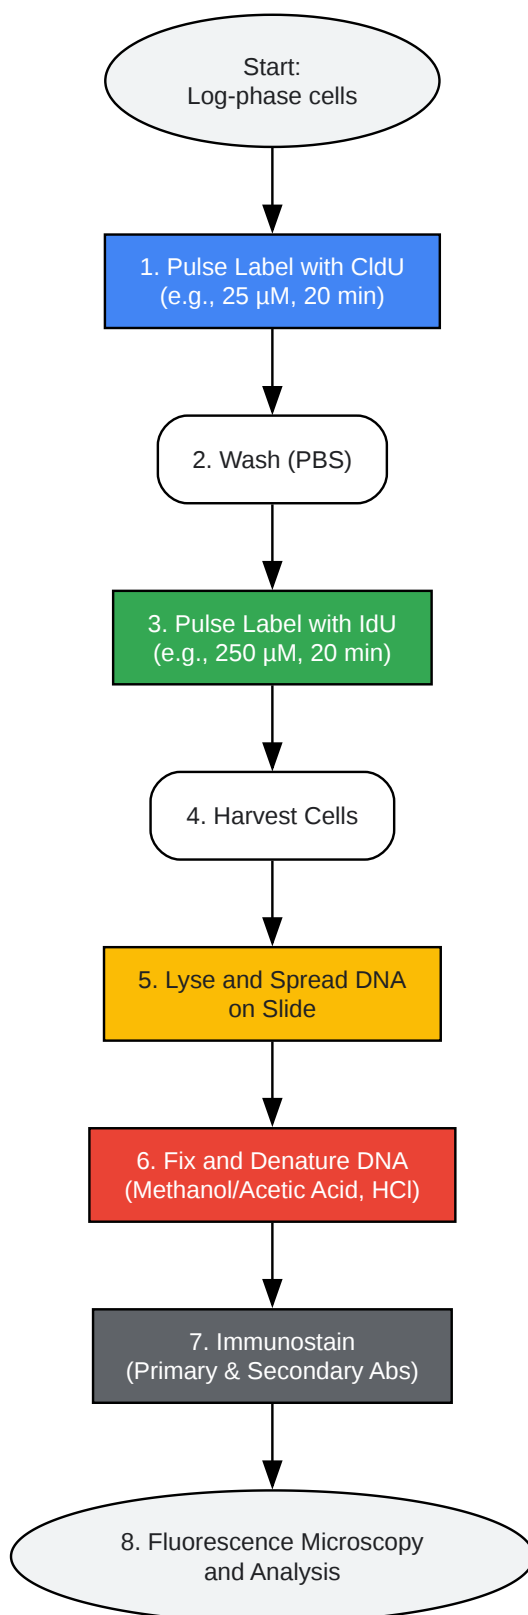 Start:
Log-phase cells
1. Pulse Label with CldU
(e.g., 25 µM, 20 min)
2. Wash (PBS)
3. Pulse Label with IdU
(e.g., 250 µM, 20 min)
4. Harvest Cells
5. Lyse and Spread DNA
on Slide
6. Fix and Denature DNA
(Methanol/Acetic Acid, HCl)
7. Immunostain
(Primary & Secondary Abs)
8. Fluorescence Microscopy
and Analysis